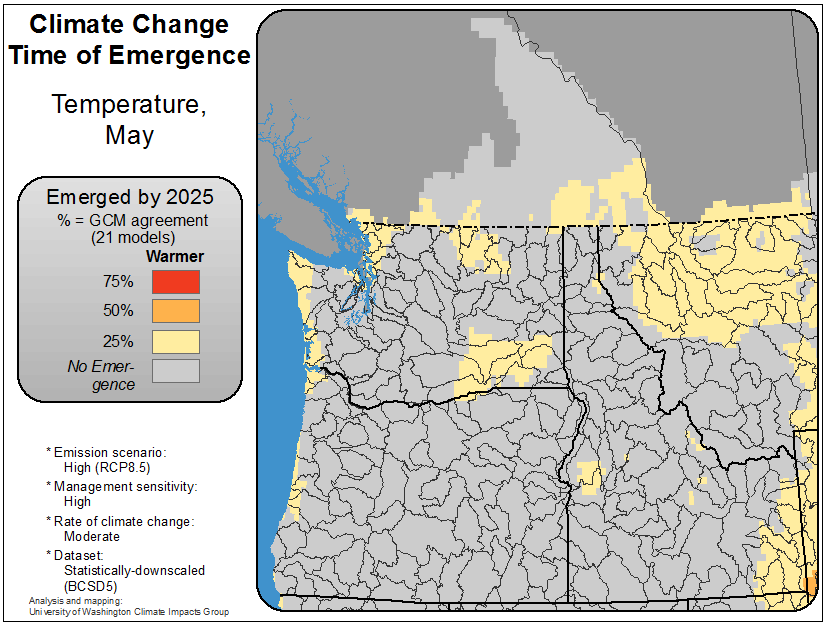 Climate Change
Time of Emergence
Temperature,
May
Emerged by 2025
% = GCM agreement
(21 models)
Warmer
75%
50%
25%
No Emer-
gence
* Emission scenario:
High (RCP8.5)
* Management sensitivity:
High
* Rate of climate change:
Moderate
* Dataset:
Statistically-downscaled
(BCSD5)
Analysis and mapping:
University of Washington Climate Impacts Group